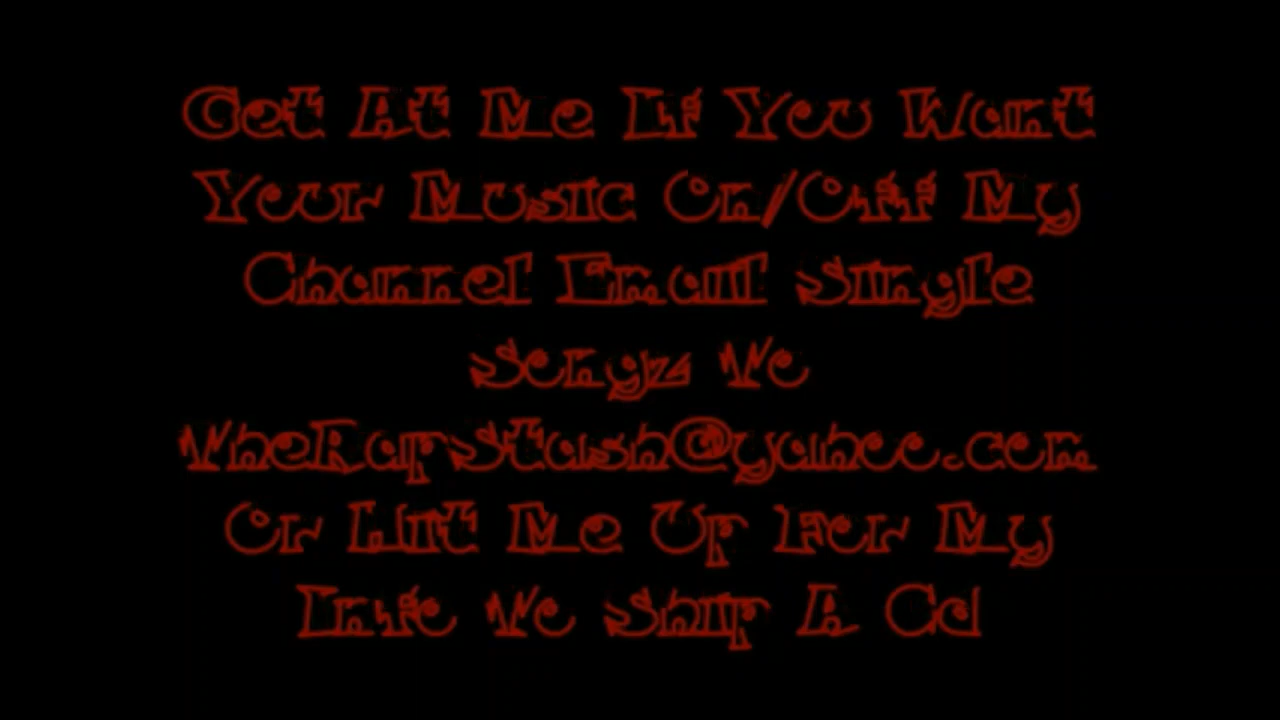 Get At Me If You Want
Your Music On/Off My
Channel Email Single
Songz To
TheRapStash@yahoo.com
Or Hit Me Up For My
Info To Ship A Cd